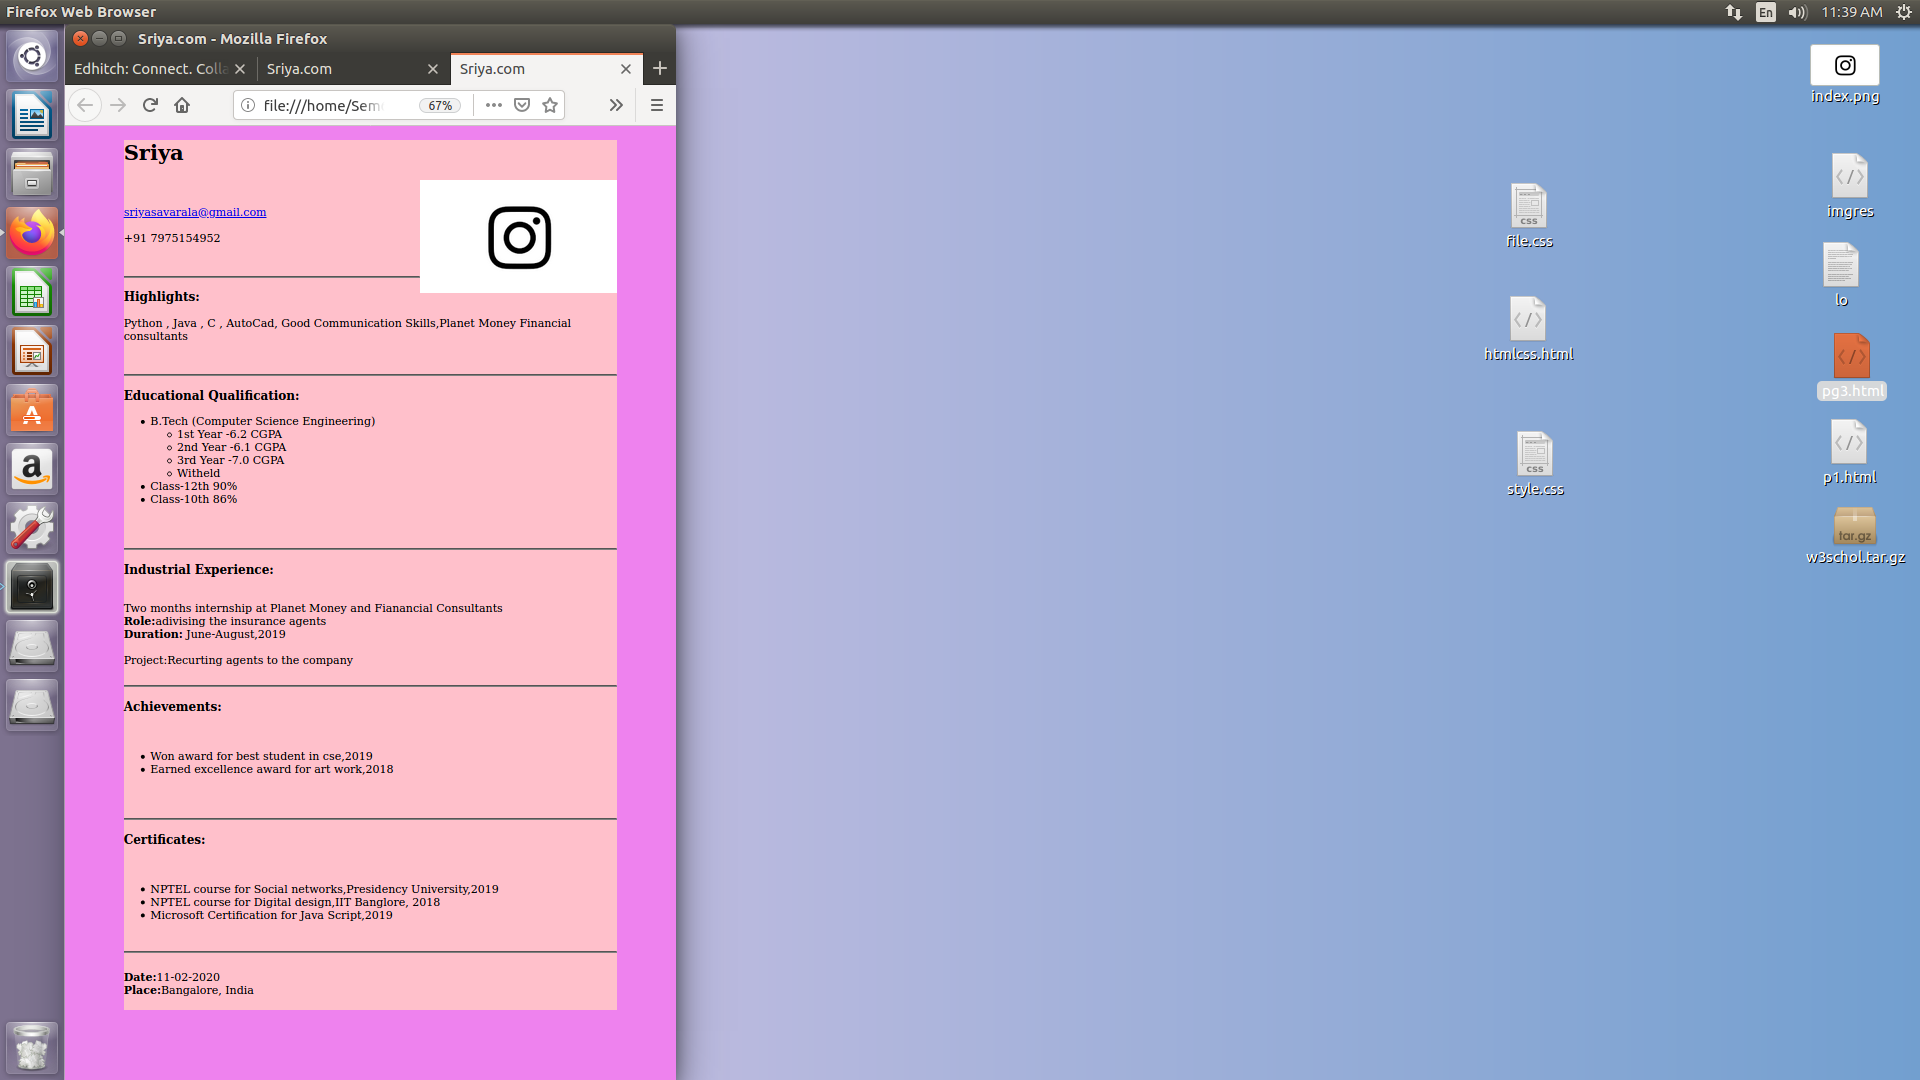 Firefox Web Browser
En
11:39 AM
Sriya.com - Mozilla Firefox
Edhitch: Connect. Colla
Sriya.com
Sriya.com
file:///home/Sem
67%
Sriya
sriyasavarala@gmail.com
+91 7975154952
Highlights:
Python , Java , C , AutoCad, Good Communication Skills,Planet Money Financial
consultants
Educational Qualification:
B.Tech (Computer Science Engineering)
1st Year -6.2 CGPA
2nd Year -6.1 CGPA
3rd Year -7.0 CGPA
Witheld
Class-12th 90%
Class-10th 86%
Industrial Experience:
Two months internship at Planet Money and Fianancial Consultants
Role:adivising the insurance agents
Duration: June-August,2019
Project:Recurting agents to the company
Achievements:
Won award for best student in cse,2019
Earned excellence award for art work,2018
Certificates:
NPTEL course for Social networks,Presidency University,2019
NPTEL course for Digital design,IIT Banglore, 2018
Microsoft Certification for Java Script,2019
Date:11-02-2020
Place:Bangalore, India
index.png
imgres
css
file.css
lo
htmlcss.html
pg3.html
css
style.css
p1.html
tar.gz
w3schol.tar.gz